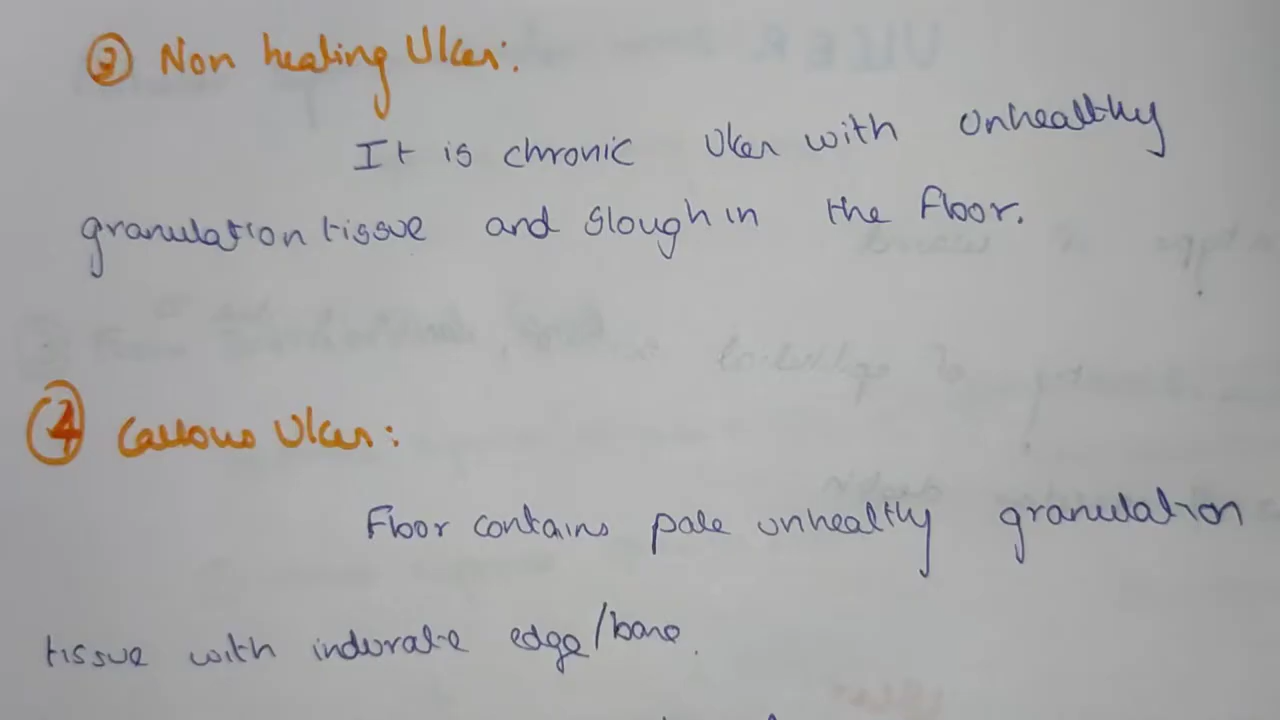 ③ Non healing Ulcer:
It is chronic Ulcer with Unhealthy
granulation tissue and Slough in the Floor.
④ Callous Ulcer:
Floor contains pale unhealthy granulation
tissue with indurate edge/base.